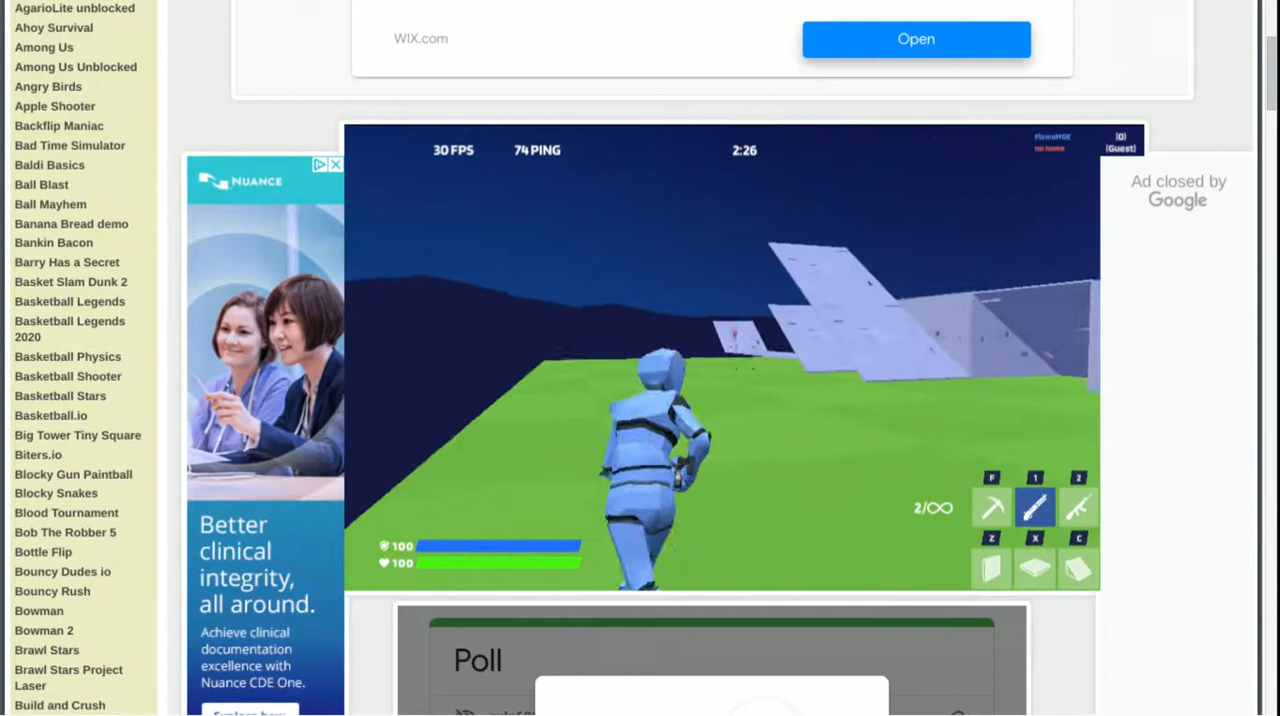 AgarioLite unblocked
Ahoy Survival
Among Us
Among Us Unblocked
Angry Birds
Apple Shooter
Backflip Maniac
Bad Time Simulator
Baldi Basics
Ball Blast
Ball Mayhem
Banana Bread demo
Bankin Bacon
Barry Has a Secret
Basket Slam Dunk 2
Basketball Legends
Basketball Legends
2020
Basketball Physics
Basketball Shooter
Basketball Stars
Basketball.io
Big Tower Tiny Square
Biters.io
Blocky Gun Paintball
Blocky Snakes
Blood Tournament
Bob The Robber 5
Bottle Flip
Bouncy Dudes io
Bouncy Rush
Bowman
Bowman 2
Brawl Stars
Brawl Stars Project
Laser
Build and Crush
WIX.com
Open
NUANCE
Better
clinical
integrity,
all around.
Achieve clinical
documentation
excellence with
Nuance CDE One.
Explore how
30 FPS
74 PING
2:26
FlamoMGE
no name
(0)
(Guest)
2/∞
F
1
2
Z
X
C
100
100
Poll
Ad closed by
Google